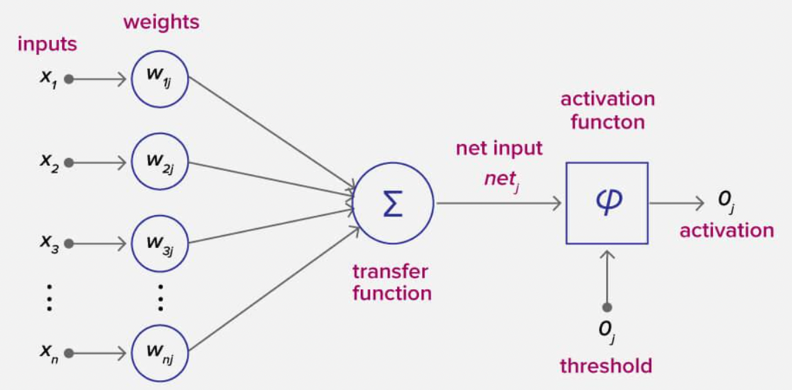 weights
inputs
x₁
w₁ⱼ
x₂
w₂ⱼ
x₃
w₃ⱼ
xₙ
wₙⱼ
Σ
transfer
function
net input
netⱼ
activation
functon
φ
oⱼ
activation
oⱼ
threshold